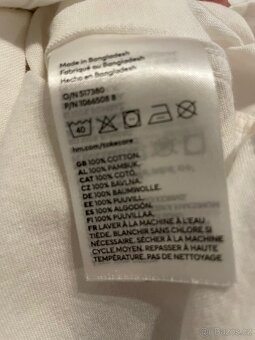 Made in Bangladesh
Fabriqué au Bangladesh
Hecho en Bangladesh
O/N 517380
P/N 1066508 8
40
hm.com/takecare
GB 100% COTTON.
AL 100% PAMBUK.
CAT 100% COTÓ.
CZ 100% BAVLNA.
DE 100% BAUMWOLLE.
EE 100% PUUVILL.
ES 100% ALGODÓN.
FI 100% PUUVILLAA.
FR LAVER À LA MACHINE À L'EAU
TIÈDE. BLANCHIR SANS CHLORE SI
NÉCESSAIRE. SÉCHER À LA MACHINE
CYCLE MOYEN. REPASSER À HAUTE
TEMPÉRATURE. PAS DE NETTOYAGE